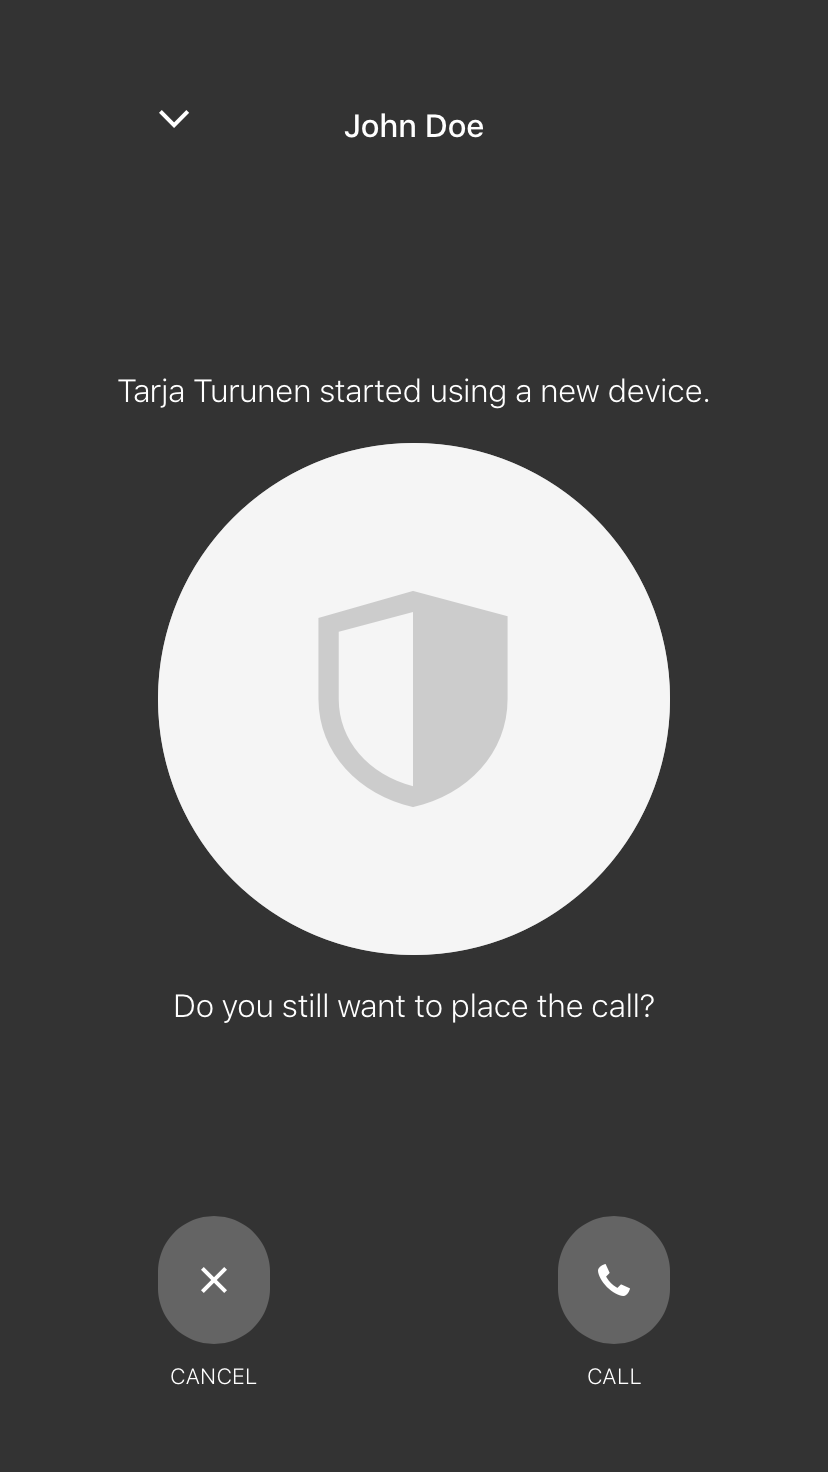 John Doe
Tarja Turunen started using a new device.
Do you still want to place the call?
CANCEL
CALL